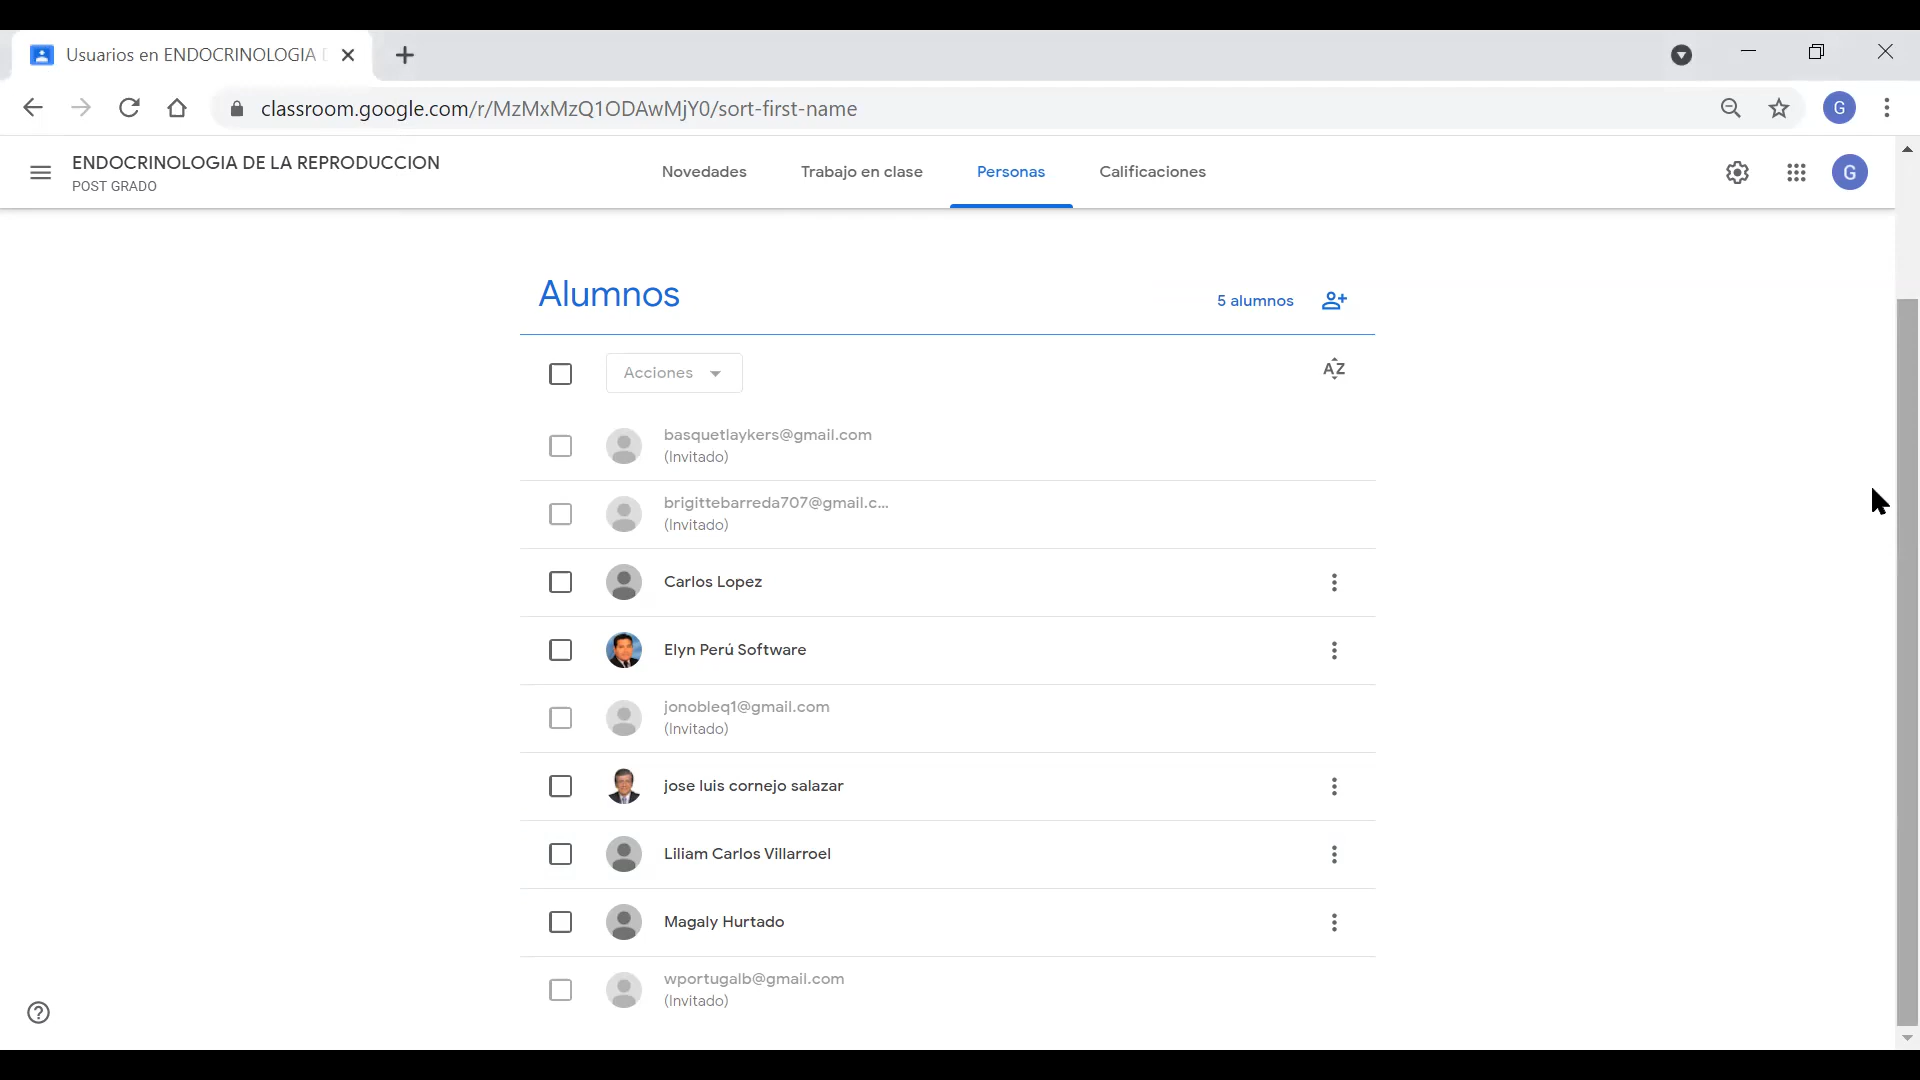 Usuarios en ENDOCRINOLOGIA D
classroom.google.com/r/MzMxMzQ1ODAwMjY0/sort-first-name
G
ENDOCRINOLOGIA DE LA REPRODUCCION
POST GRADO
Novedades
Trabajo en clase
Personas
Calificaciones
G
Alumnos
5 alumnos
Acciones
AZ
basquetlaykers@gmail.com
(Invitado)
brigittebarreda707@gmail.c...
(Invitado)
Carlos Lopez
Elyn Perú Software
jonobleq1@gmail.com
(Invitado)
jose luis cornejo salazar
Liliam Carlos Villarroel
Magaly Hurtado
wportugalb@gmail.com
(Invitado)